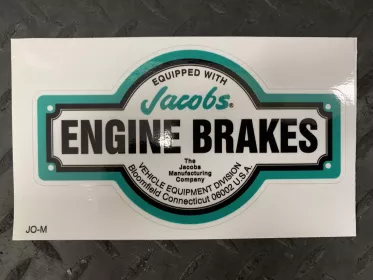 EQUIPPED WITH
Jacobs®
ENGINE BRAKES
The
Jacobs
Manufacturing
Company
VEHICLE EQUIPMENT DIVISION
Bloomfield Connecticut 06002 U.S.A.
JO-M